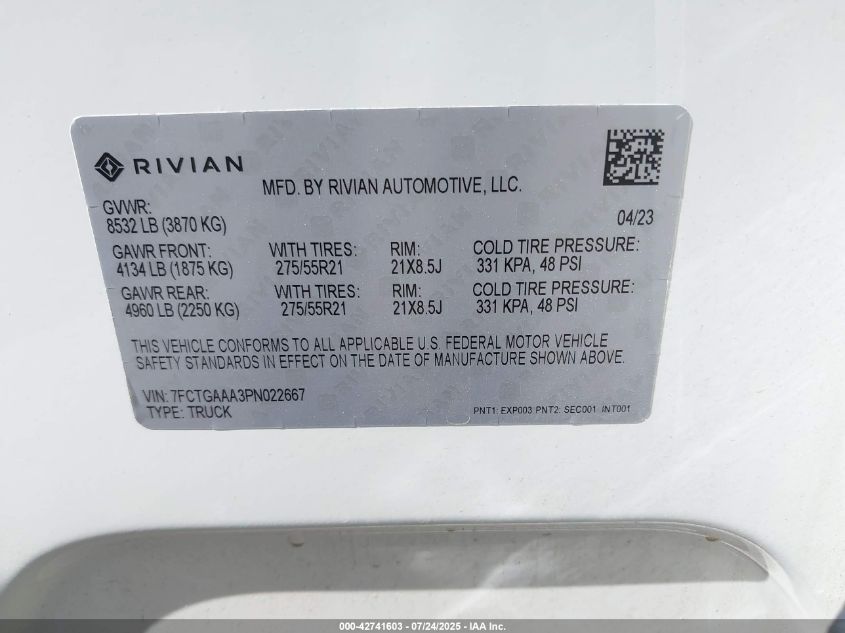 RIVIAN
MFD. BY RIVIAN AUTOMOTIVE, LLC.
GVWR:
8532 LB (3870 KG)
04/23
GAWR FRONT: WITH TIRES: RIM: COLD TIRE PRESSURE:
4134 LB (1875 KG) 275/55R21 21X8.5J 331 KPA, 48 PSI
GAWR REAR: WITH TIRES: RIM: COLD TIRE PRESSURE:
4960 LB (2250 KG) 275/55R21 21X8.5J 331 KPA, 48 PSI
THIS VEHICLE CONFORMS TO ALL APPLICABLE U.S. FEDERAL MOTOR VEHICLE
SAFETY STANDARDS IN EFFECT ON THE DATE OF MANUFACTURE SHOWN ABOVE.
VIN: 7FCTGAAA3PN022667
TYPE: TRUCK
PNT1: EXP003 PNT2: SEC001 INT001
000-42741603 - 07/24/2025 - IAA Inc.